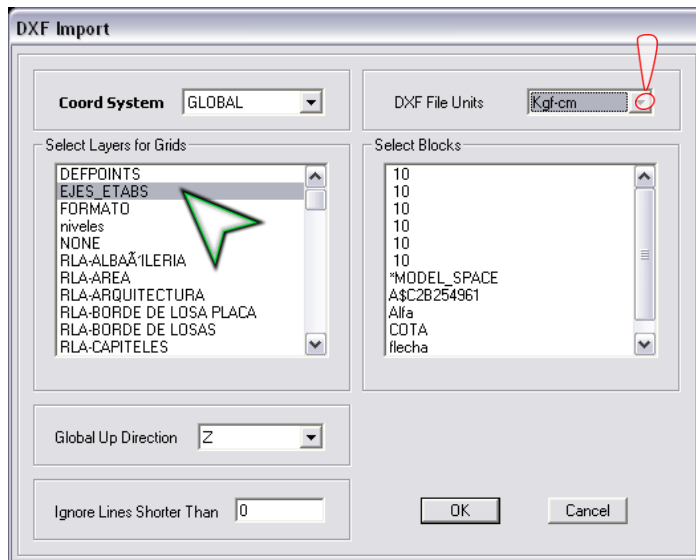 DXF Import
Coord System GLOBAL
DXF File Units Kgf-cm
Select Layers for Grids
DEFPOINTS
EJES_ETABS
FORMATO
niveles
NONE
RLA-ALBAÃ‘ILERIA
RLA-AREA
RLA-ARQUITECTURA
RLA-BORDE DE LOSA PLACA
RLA-BORDE DE LOSAS
RLA-CAPITELES
Select Blocks
10
10
10
10
10
10
*MODEL_SPACE
A$C2B254961
Alfa
COTA
flecha
Global Up Direction Z
Ignore Lines Shorter Than 0
OK
Cancel